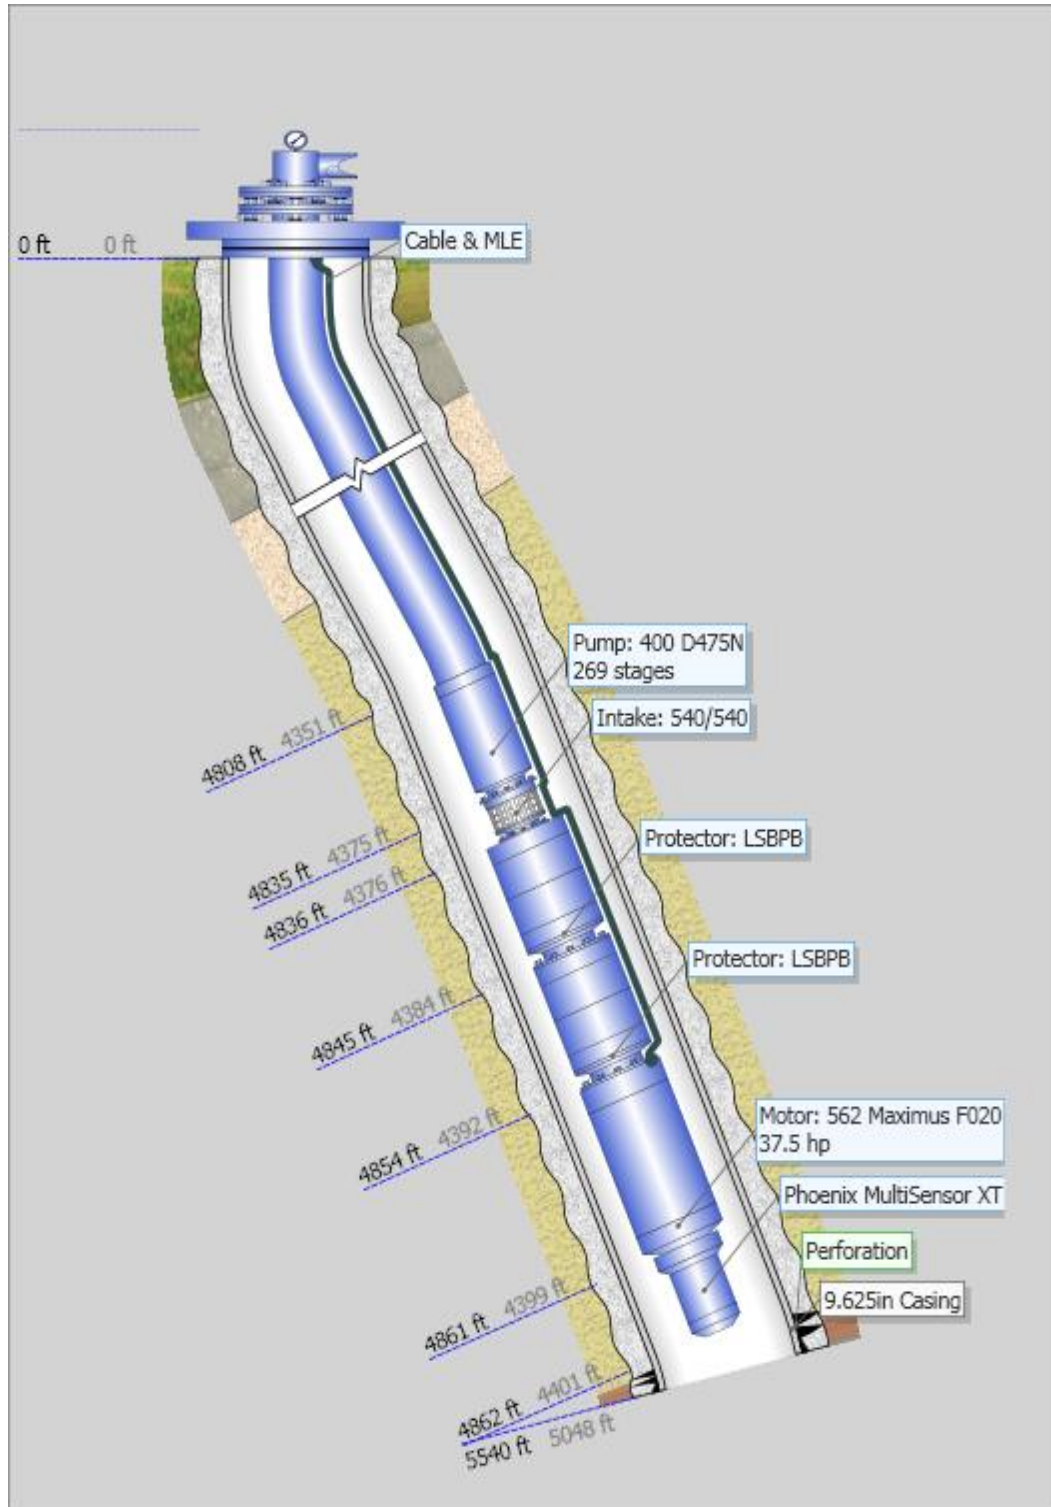 0 ft 0 ft
Cable & MLE
Pump: 400 D475N
269 stages
Intake: 540/540
4808 ft 4351 ft
Protector: LSBPB
4835 ft 4375 ft
4836 ft 4376 ft
Protector: LSBPB
4845 ft 4384 ft
Motor: 562 Maximus F020
37.5 hp
4854 ft 4392 ft
Phoenix MultiSensor XT
Perforation
9.625in Casing
4861 ft 4399 ft
4862 ft 4401 ft
5540 ft 5048 ft